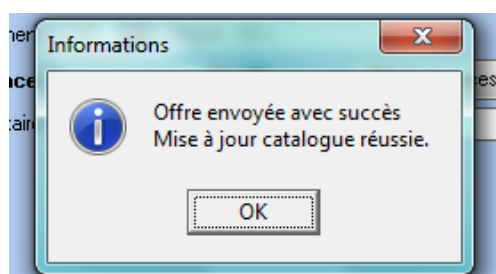 Informations
Offre envoyée avec succès
Mise à jour catalogue réussie.
OK